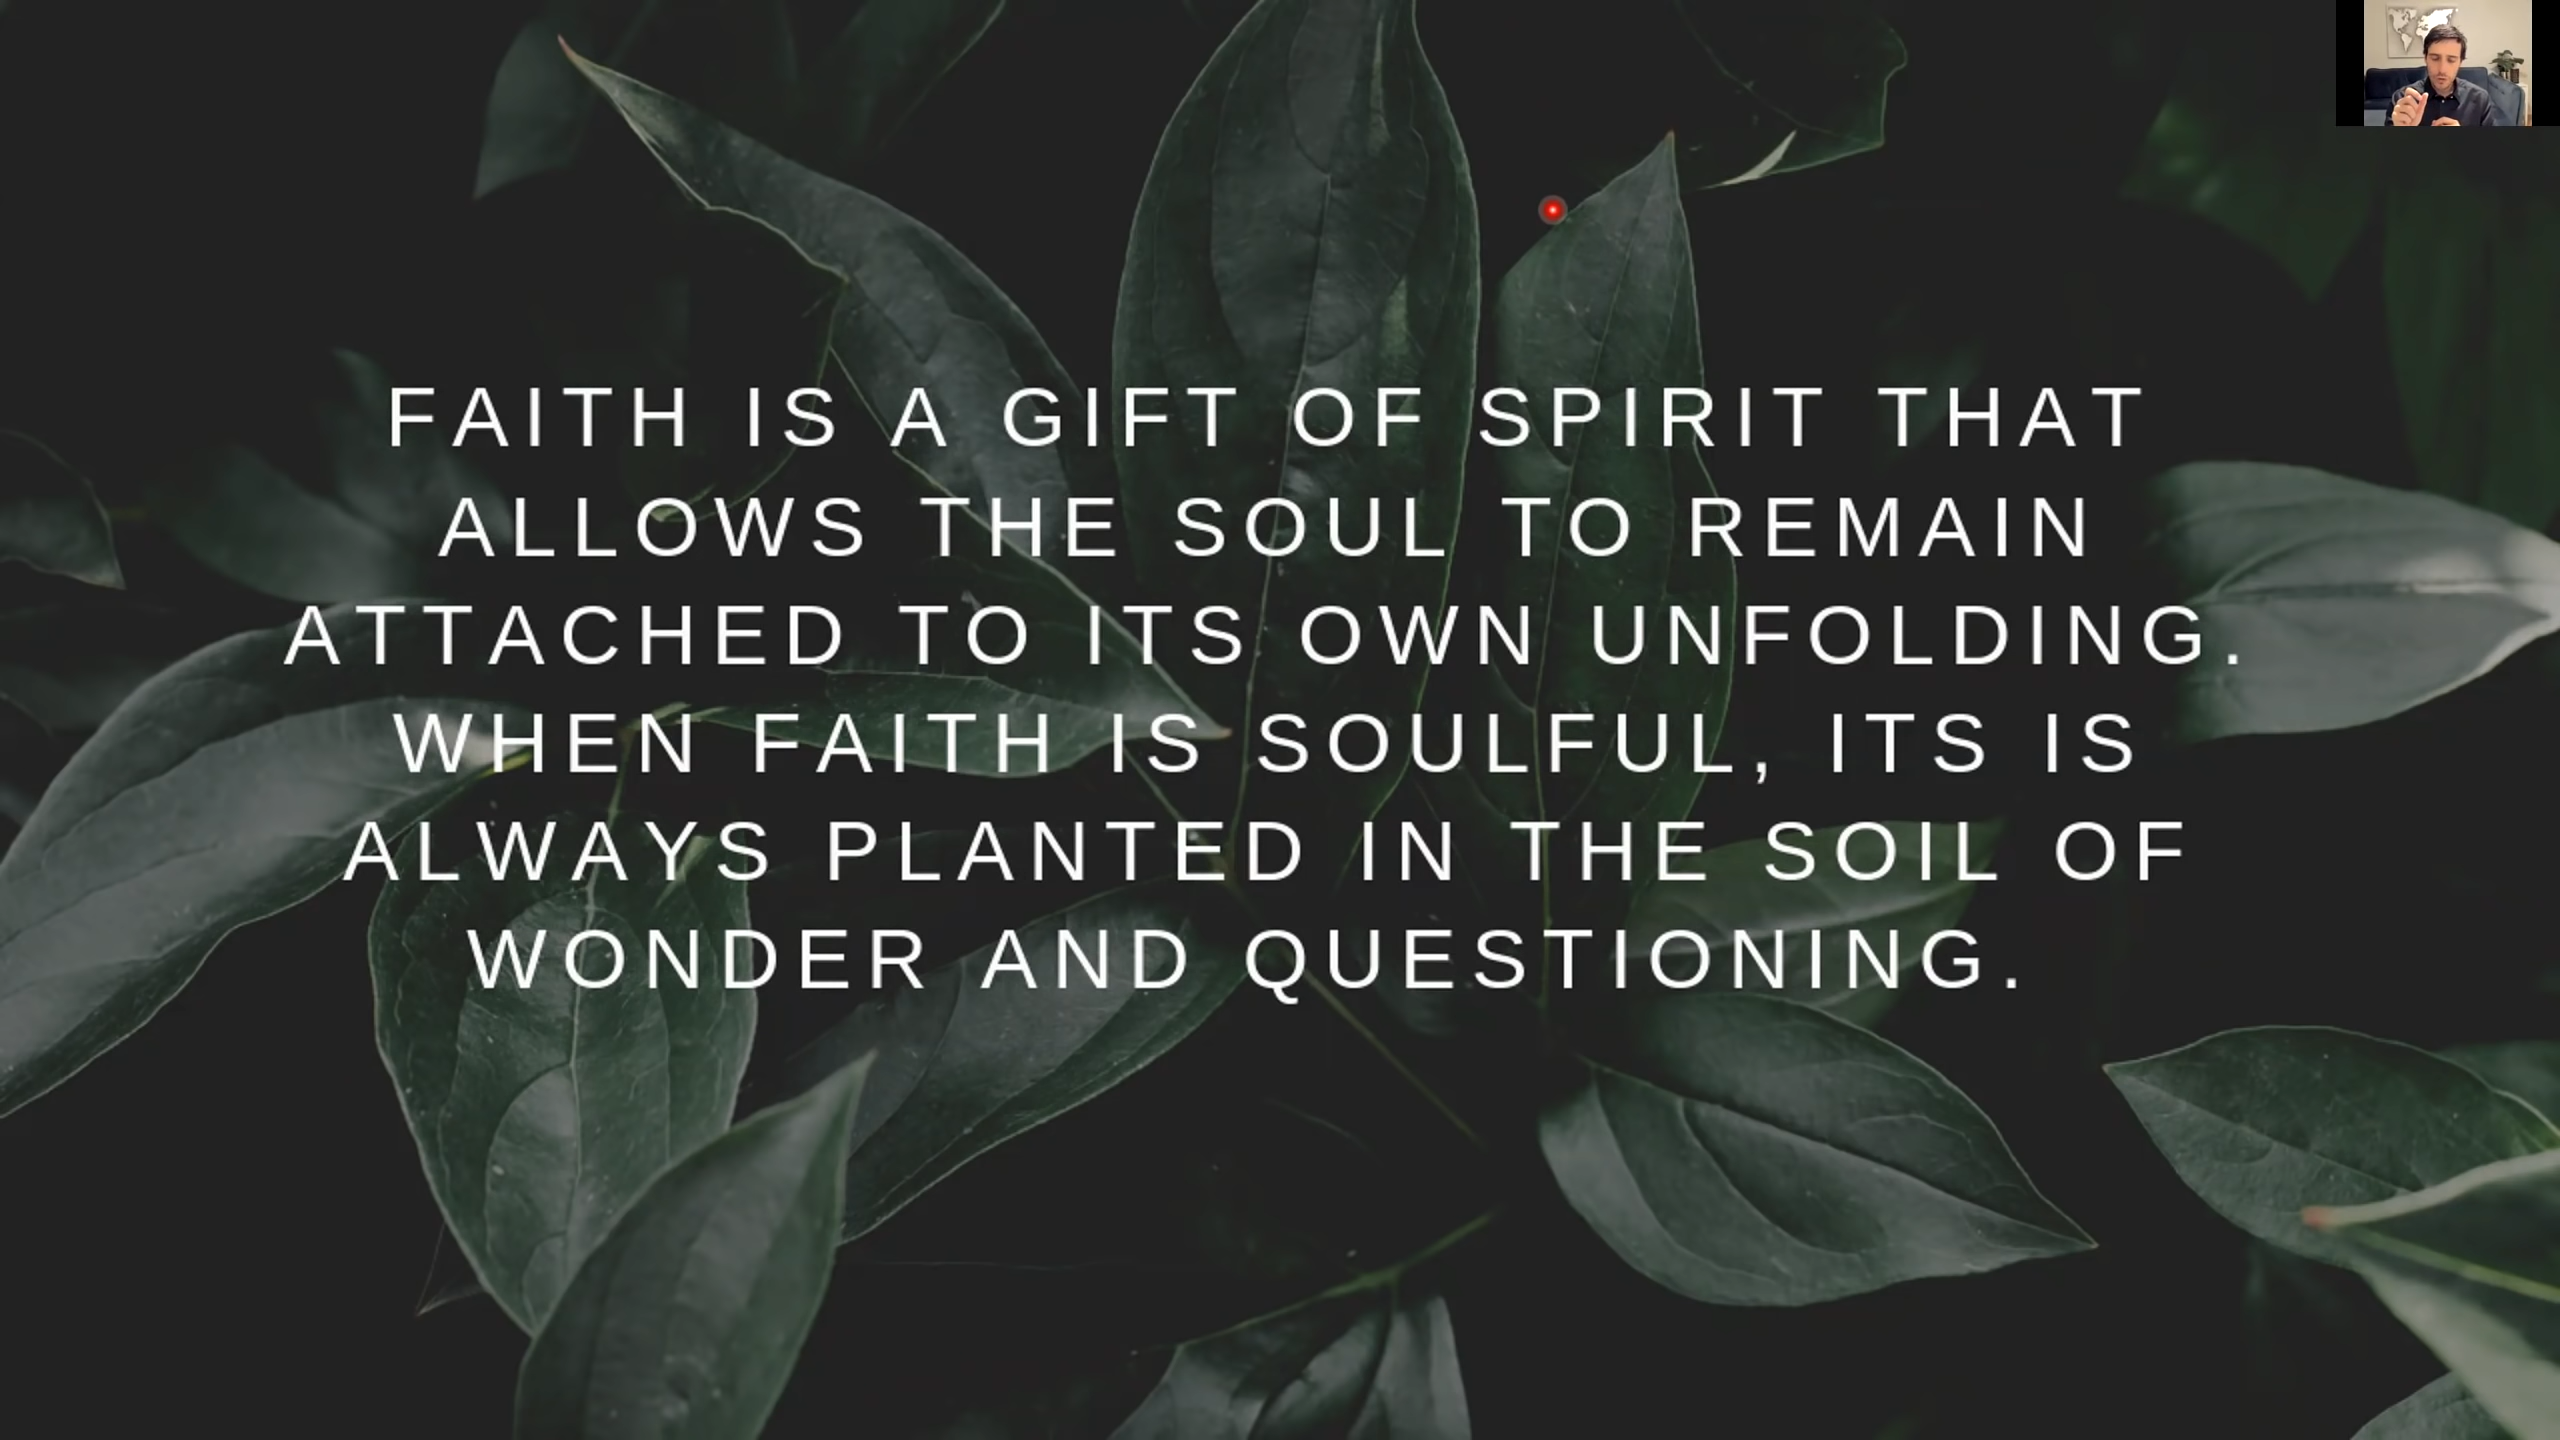 FAITH IS A GIFT OF SPIRIT THAT
ALLOWS THE SOUL TO REMAIN
ATTACHED TO ITS OWN UNFOLDING.
WHEN FAITH IS SOULFUL, ITS IS
ALWAYS PLANTED IN THE SOIL OF
WONDER AND QUESTIONING.